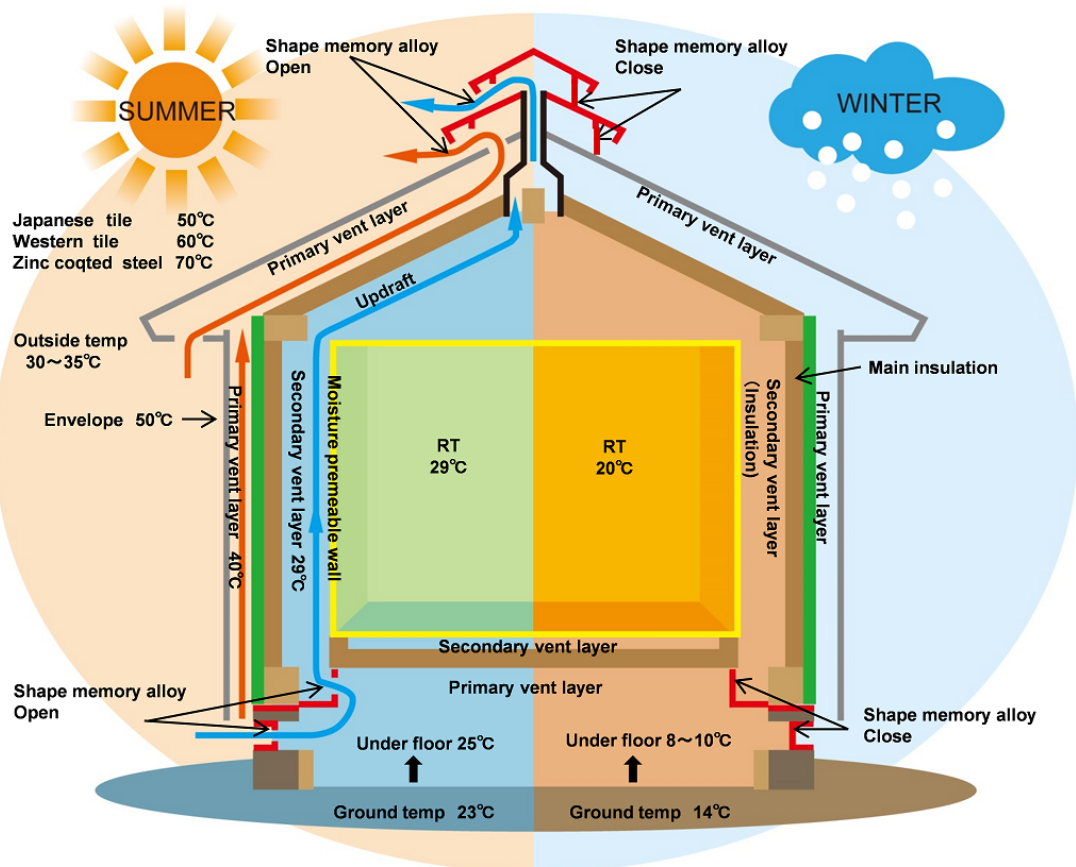 Shape memory alloy
Open
Shape memory alloy
Close
SUMMER
WINTER
Japanese tile 50℃
Western tile 60℃
Zinc coqted steel 70℃
Primary vent layer
Primary vent layer
Updraft
Outside temp
30～35℃
Main insulation
Envelope 50℃
Primary vent layer 40℃
Secondary vent layer 29℃
Moisture premeable wall
RT
29℃
RT
20℃
Secondary vent layer
(Insulation)
Primary vent layer
Secondary vent layer
Primary vent layer
Shape memory alloy
Open
Shape memory alloy
Close
Under floor 25℃
Under floor 8～10℃
Ground temp 23℃
Ground temp 14℃